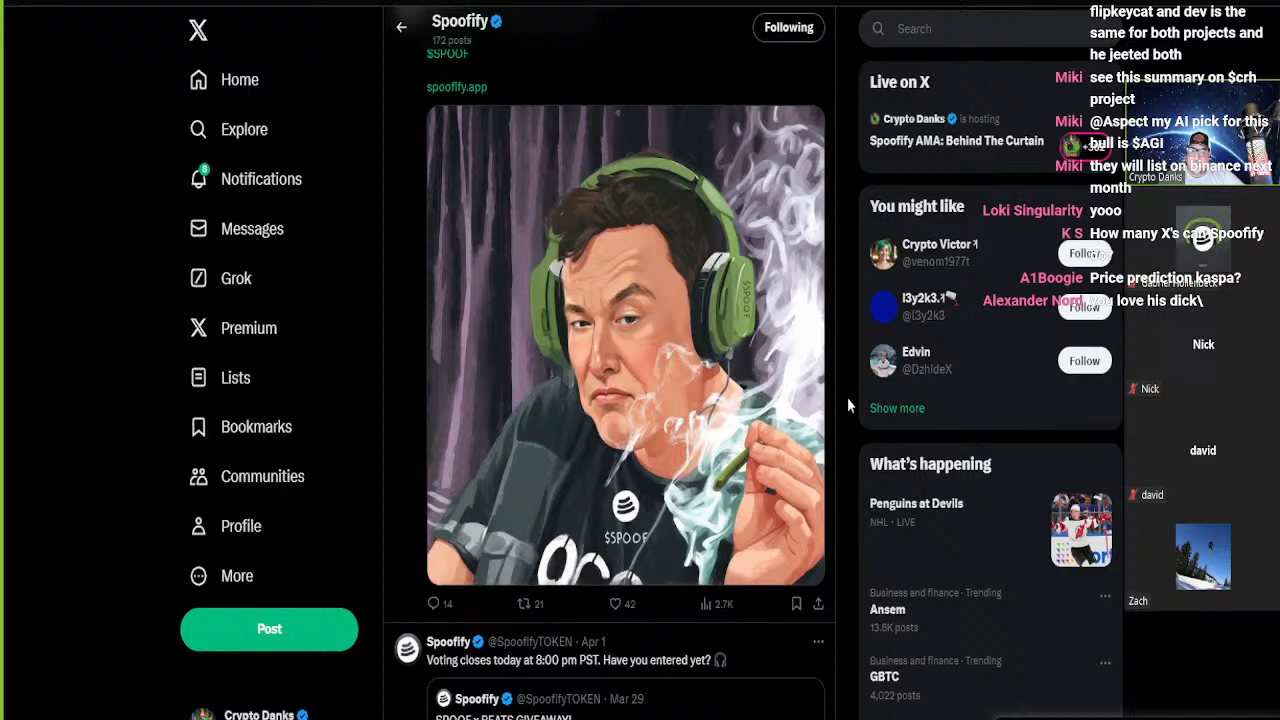 Spoofify
172 posts
Following
$SPOOF
spoofify.app
Home
Explore
8
Notifications
Messages
Grok
Premium
Lists
Bookmarks
Communities
Profile
More
Post
Crypto Danks
$SPOOF
$SPOOF
14
21
42
2.7K
Spoofify @SpoofifyTOKEN · Apr 1
Voting closes today at 8:00 pm PST. Have you entered yet?
Spoofify @SpoofifyTOKEN · Mar 29
SPOOF x BEATS GIVEAWAY!
Search
Live on X
Crypto Danks is hosting
Spoofify AMA: Behind The Curtain
You might like
Crypto Victor
@venom1977t
l3y2k3.
@l3y2k3
Follow
Edvin
@DzhideX
Follow
Show more
What's happening
Penguins at Devils
NHL · LIVE
Business and finance · Trending
Ansem
13.8K posts
Business and finance · Trending
GBTC
4,022 posts
flipkeycat and dev is the
same for both projects and
he jeeted both
Miki see this summary on $crh
project
Miki @Aspect my AI pick for this
bull is $AGI
Miki they will list on binance next
month
Loki Singularity yooo
K S How many X's can Spoofify
A1Boogie Price prediction kaspa?
Alexander Nord you love his dick\
Crypto Danks
Nick
Nick
david
david
Zach